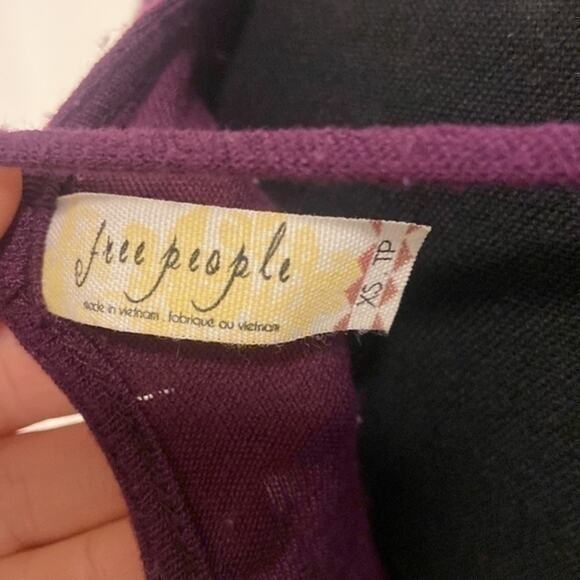 free people
made in vietnam . fabriqué au vietnam
XS TP